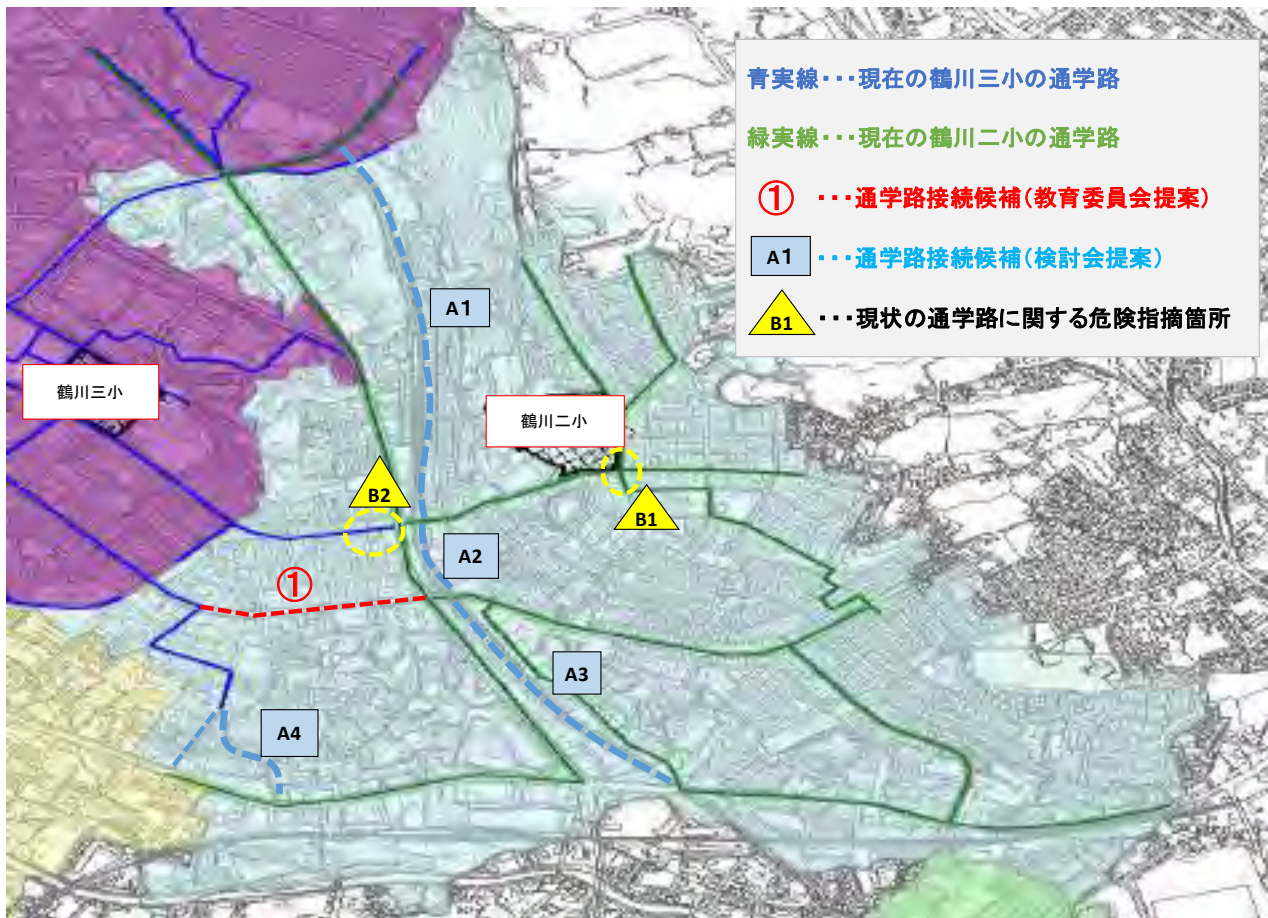 青実線・・・現在の鶴川三小の通学路
緑実線・・・現在の鶴川二小の通学路
① ・・・通学路接続候補(教育委員会提案)
A1 ・・・通学路接続候補(検討会提案)
B1 ・・・現状の通学路に関する危険指摘箇所
A1
鶴川三小
鶴川二小
B2
B1
A2
①
A3
A4